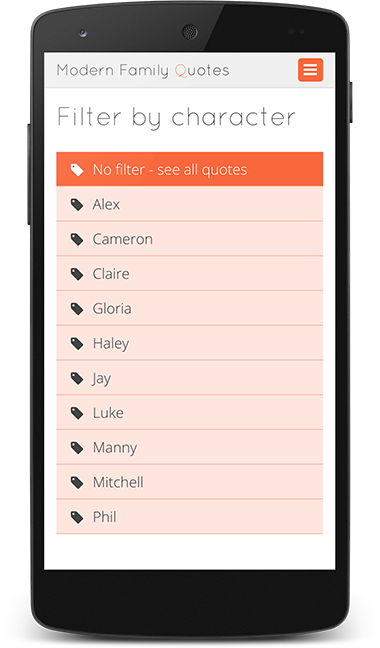 Modern Family Quotes
Filter by character
No filter - see all quotes
Alex
Cameron
Claire
Gloria
Haley
Jay
Luke
Manny
Mitchell
Phil